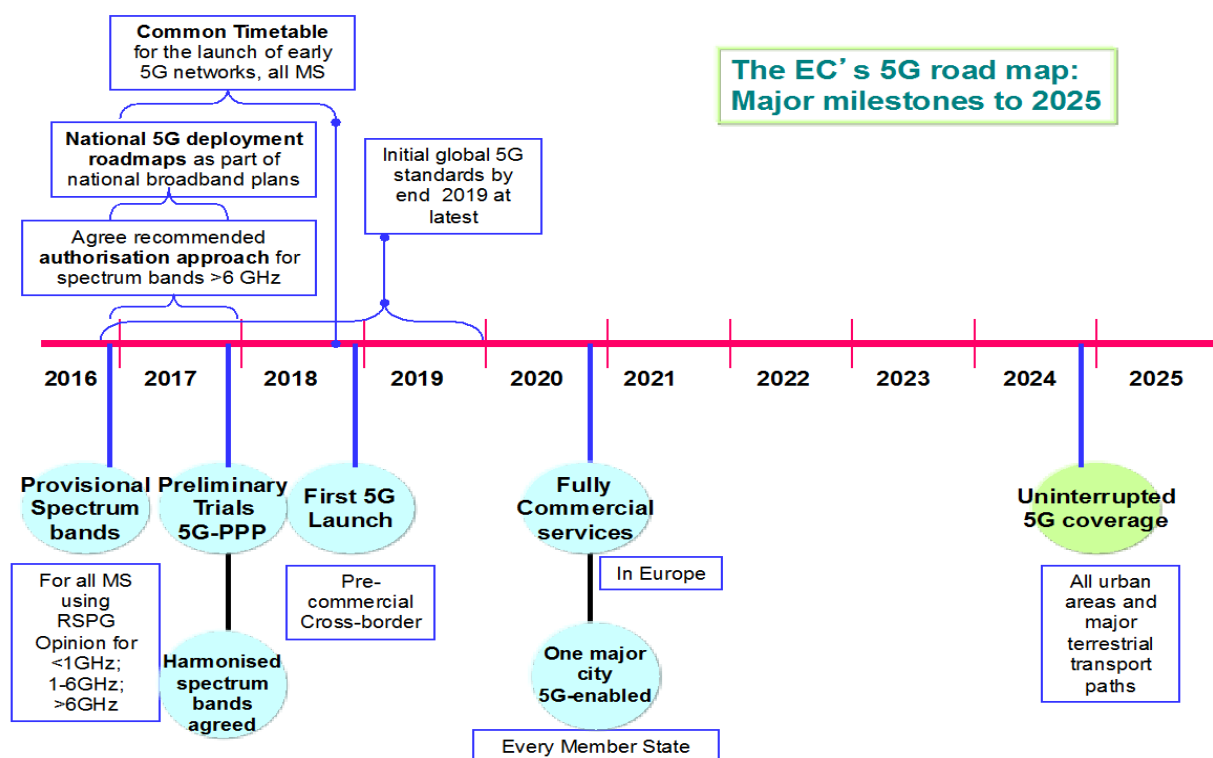 Common Timetable
for the launch of early
5G networks, all MS
The EC’s 5G road map:
Major milestones to 2025
National 5G deployment
roadmaps as part of
national broadband plans
Initial global 5G
standards by
end 2019 at
latest
Agree recommended
authorisation approach for
spectrum bands >6 GHz
2016 2017 2018 2019 2020 2021 2022 2023 2024 2025
Provisional
Spectrum
bands
Preliminary
Trials
5G-PPP
First 5G
Launch
Fully
Commercial
services
Uninterrupted
5G coverage
For all MS
using
RSPG
Opinion for
<1GHz;
1-6GHz;
>6GHz
Harmonised
spectrum
bands
agreed
Pre-
commercial
Cross-border
In Europe
One major
city
5G-enabled
Every Member State
All urban
areas and
major
terrestrial
transport
paths